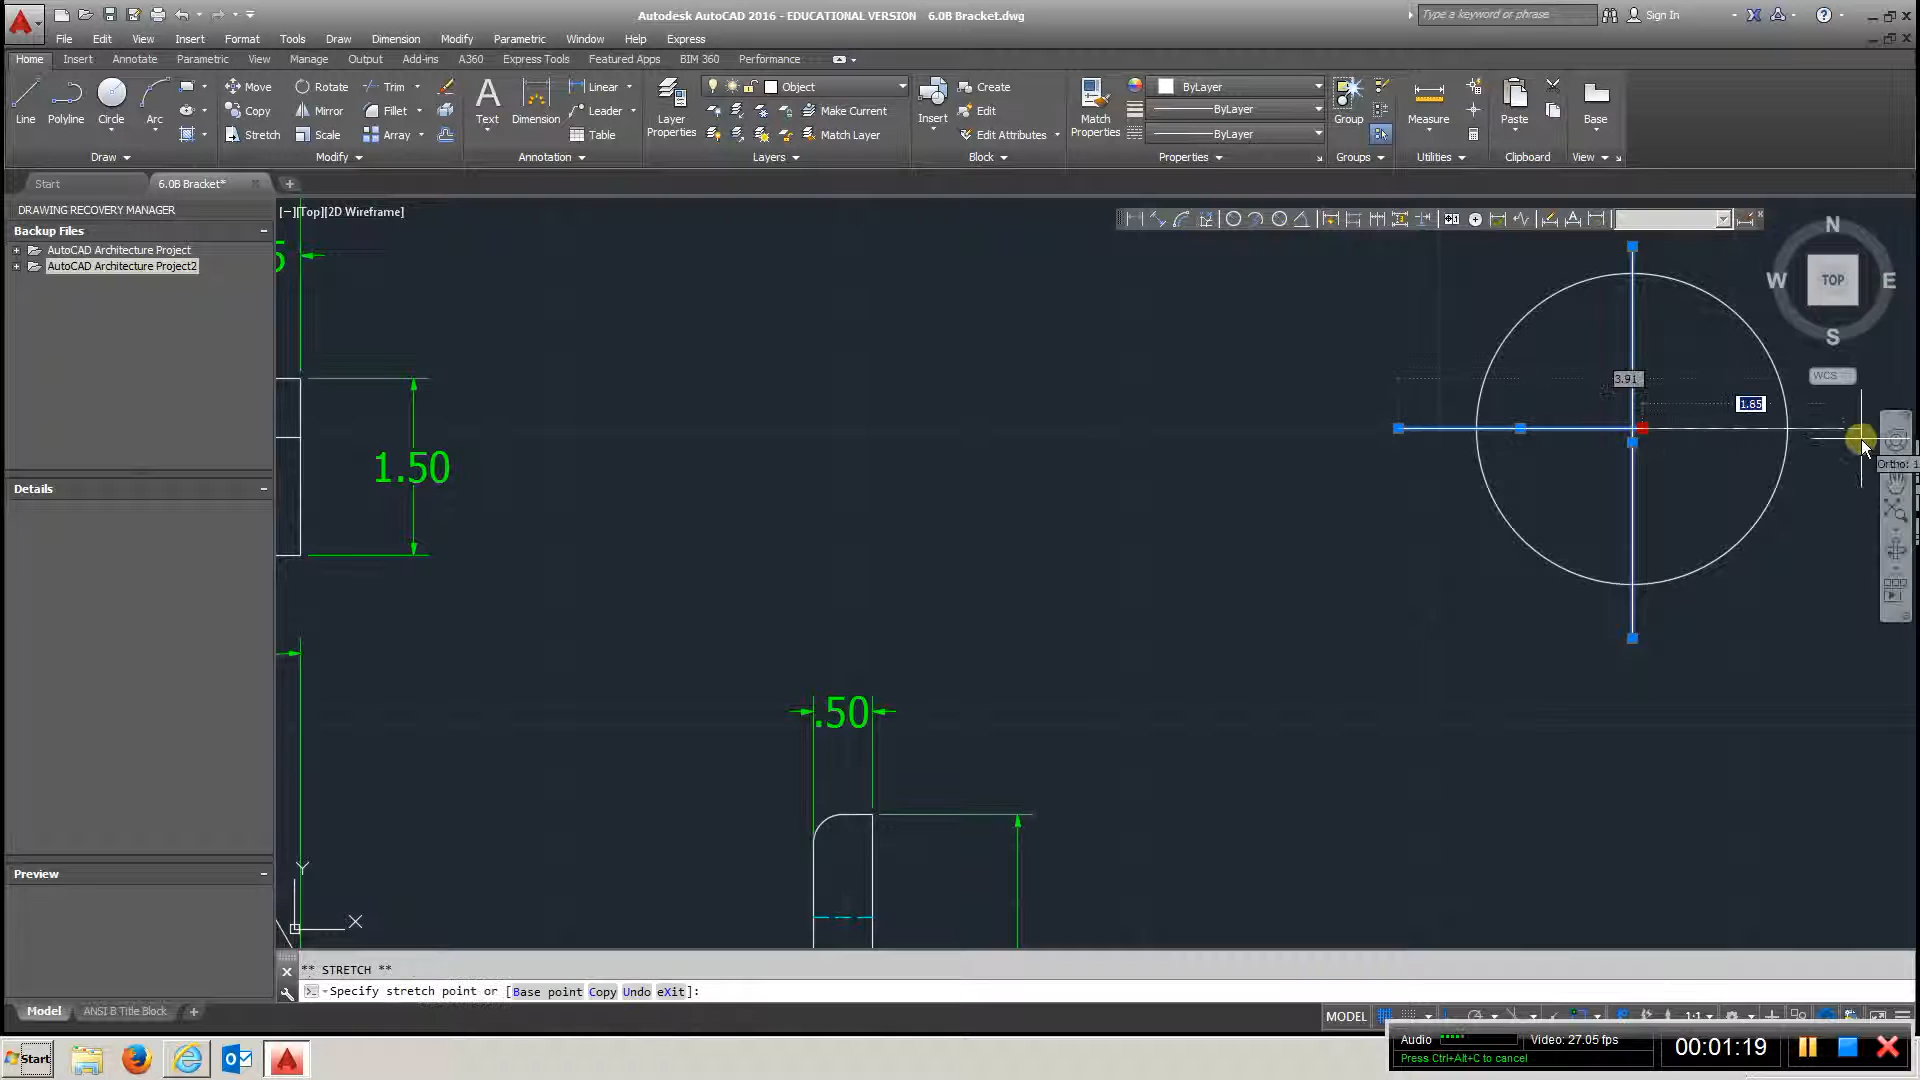 Autodesk AutoCAD 2016 - EDUCATIONAL VERSION 6.0B Bracket.dwg
Type a keyword or phrase
Sign In
File Edit View Insert Format Tools Draw Dimension Modify Parametric Window Help Express
Home Insert Annotate Parametric View Manage Output Add-ins A360 Express Tools Featured Apps BIM 360 Performance
Line Polyline Circle Arc
Draw
Move Rotate Trim
Copy Mirror Fillet
Stretch Scale Array
Modify
Text Dimension
Linear
Leader
Table
Annotation
Layer Properties
Object
Make Current
Match Layer
Layers
Insert
Create
Edit
Edit Attributes
Block
Match Properties
ByLayer
ByLayer
ByLayer
Properties
Group
Groups
Measure
Utilities
Paste
Clipboard
Base
View
Start 6.0B Bracket*
DRAWING RECOVERY MANAGER
Backup Files
AutoCAD Architecture Project
AutoCAD Architecture Project2
Details
Preview
[−][Top][2D Wireframe]
5
1.50
.50
3.91
1.65
N
W TOP E
S
WCS
Ortho: 1
Y
X
** STRETCH **
Specify stretch point or [Base point Copy Undo eXit]:
Model ANSI B Title Block
MODEL
1:1
Start
Audio Video: 27.05 fps
Press Ctrl+Alt+C to cancel
00:01:19